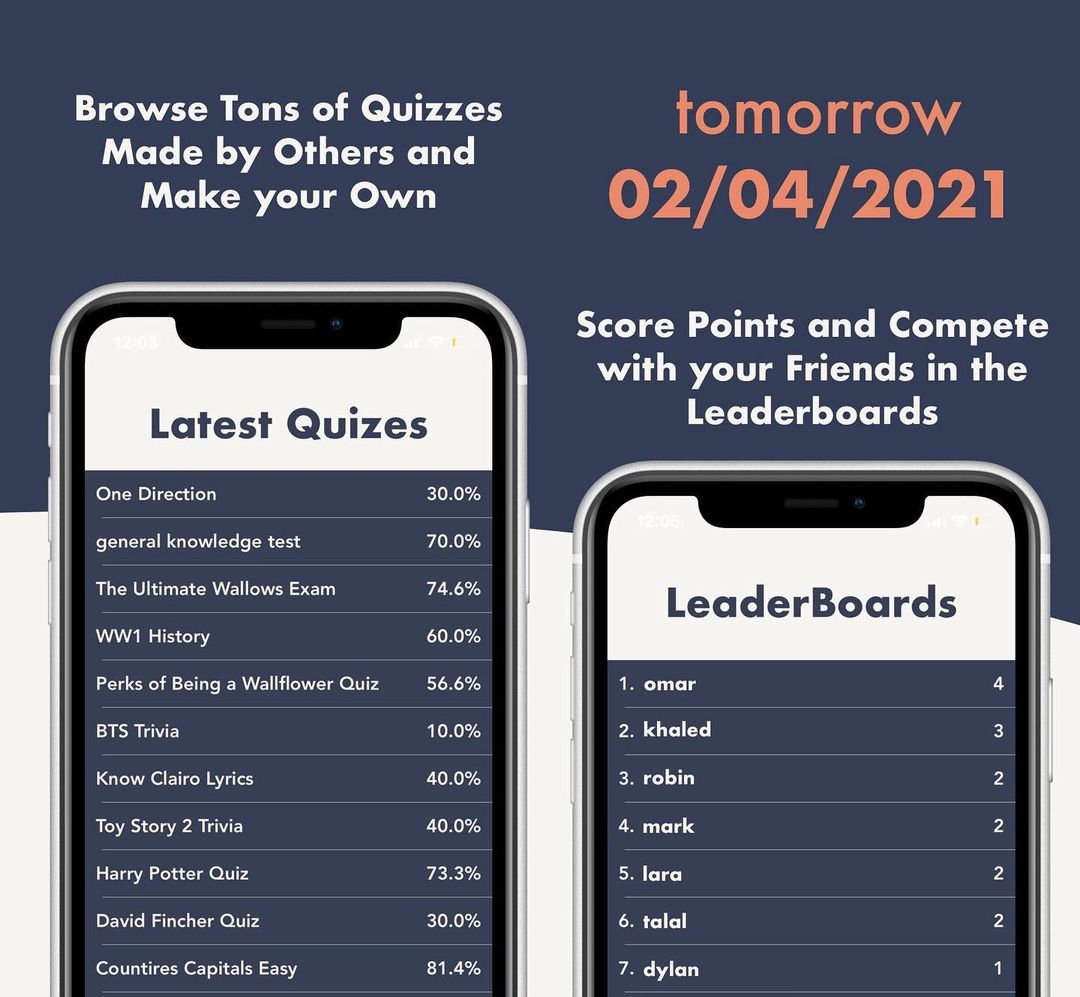 Browse Tons of Quizzes
Made by Others and
Make your Own
12:03
Latest Quizes
One Direction 30.0%
general knowledge test 70.0%
The Ultimate Wallows Exam 74.6%
WW1 History 60.0%
Perks of Being a Wallflower Quiz 56.6%
BTS Trivia 10.0%
Know Clairo Lyrics 40.0%
Toy Story 2 Trivia 40.0%
Harry Potter Quiz 73.3%
David Fincher Quiz 30.0%
Countires Capitals Easy 81.4%
tomorrow
02/04/2021
Score Points and Compete
with your Friends in the
Leaderboards
12:05
LeaderBoards
1. omar 4
2. khaled 3
3. robin 2
4. mark 2
5. lara 2
6. talal 2
7. dylan 1